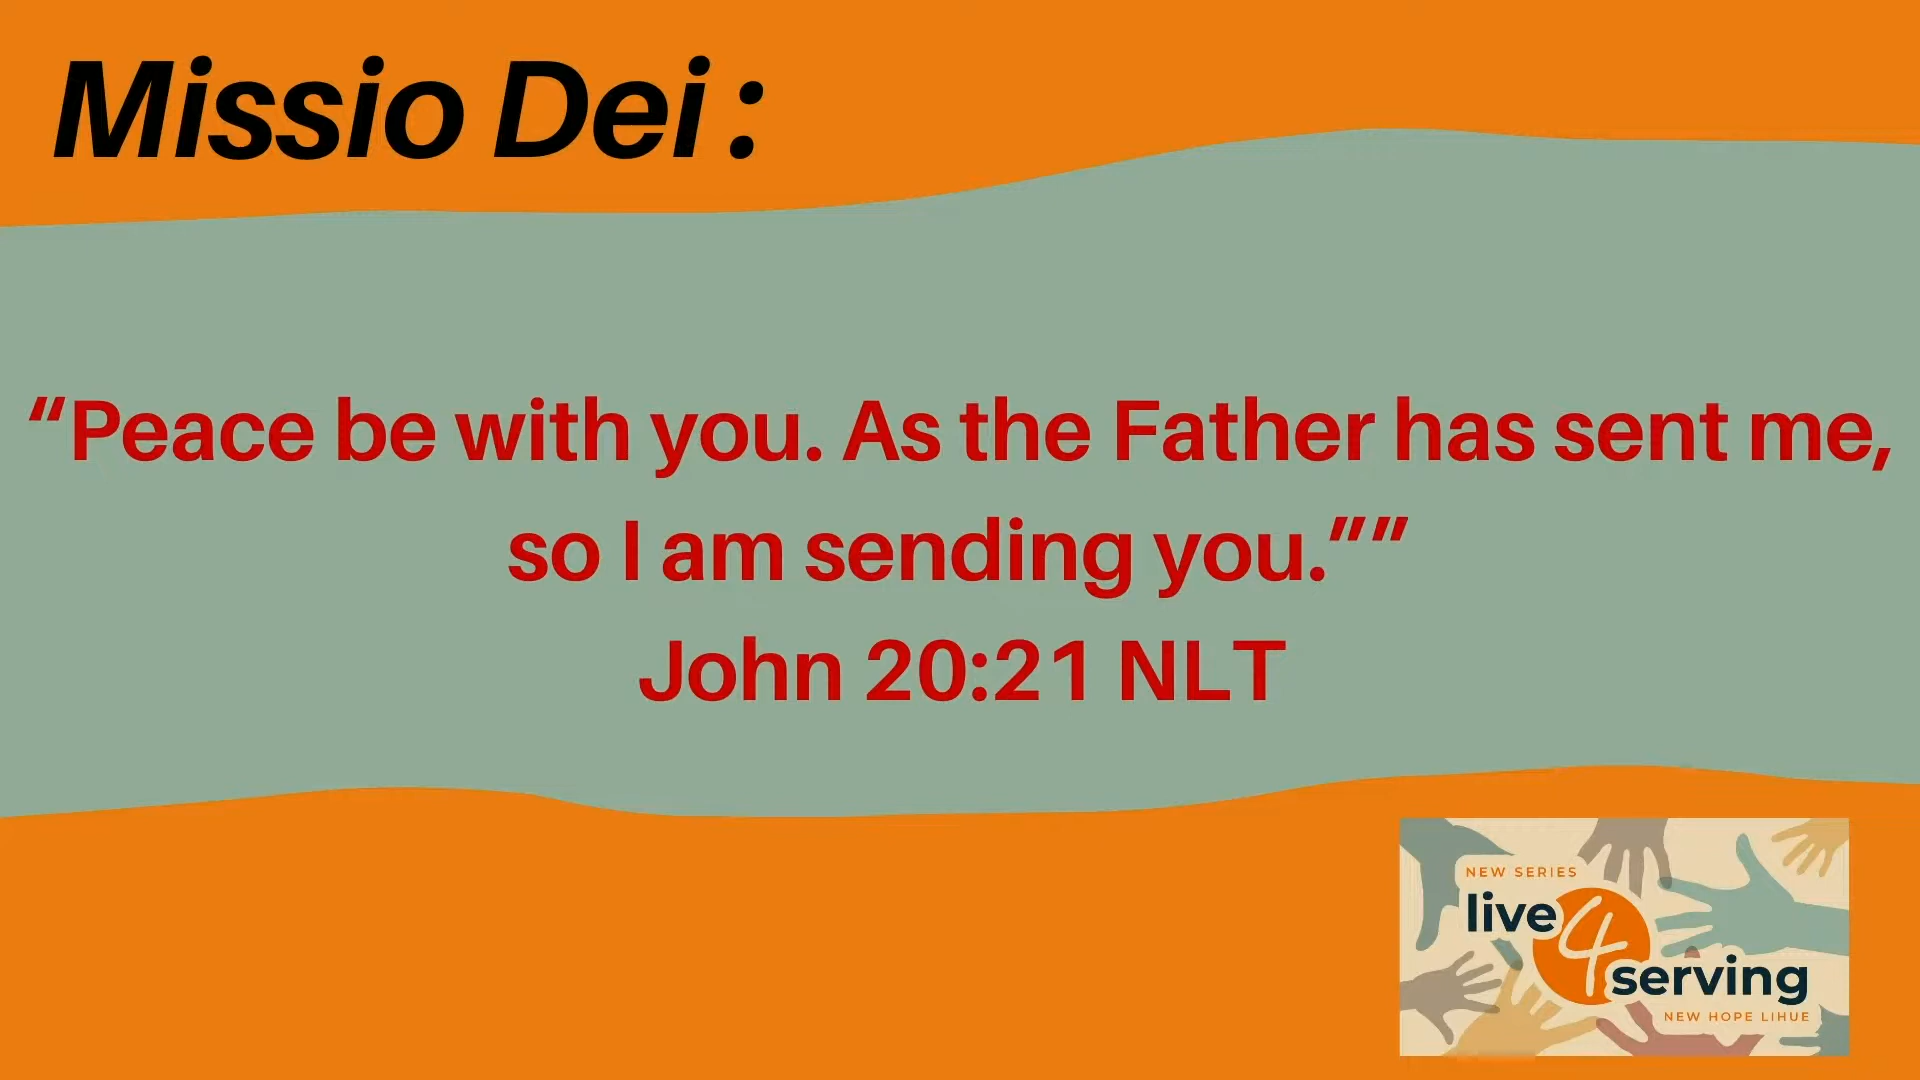 Missio Dei :
“Peace be with you. As the Father has sent me,
so I am sending you.””
John 20:21 NLT
NEW SERIES
live 4
serving
NEW HOPE LIHUE